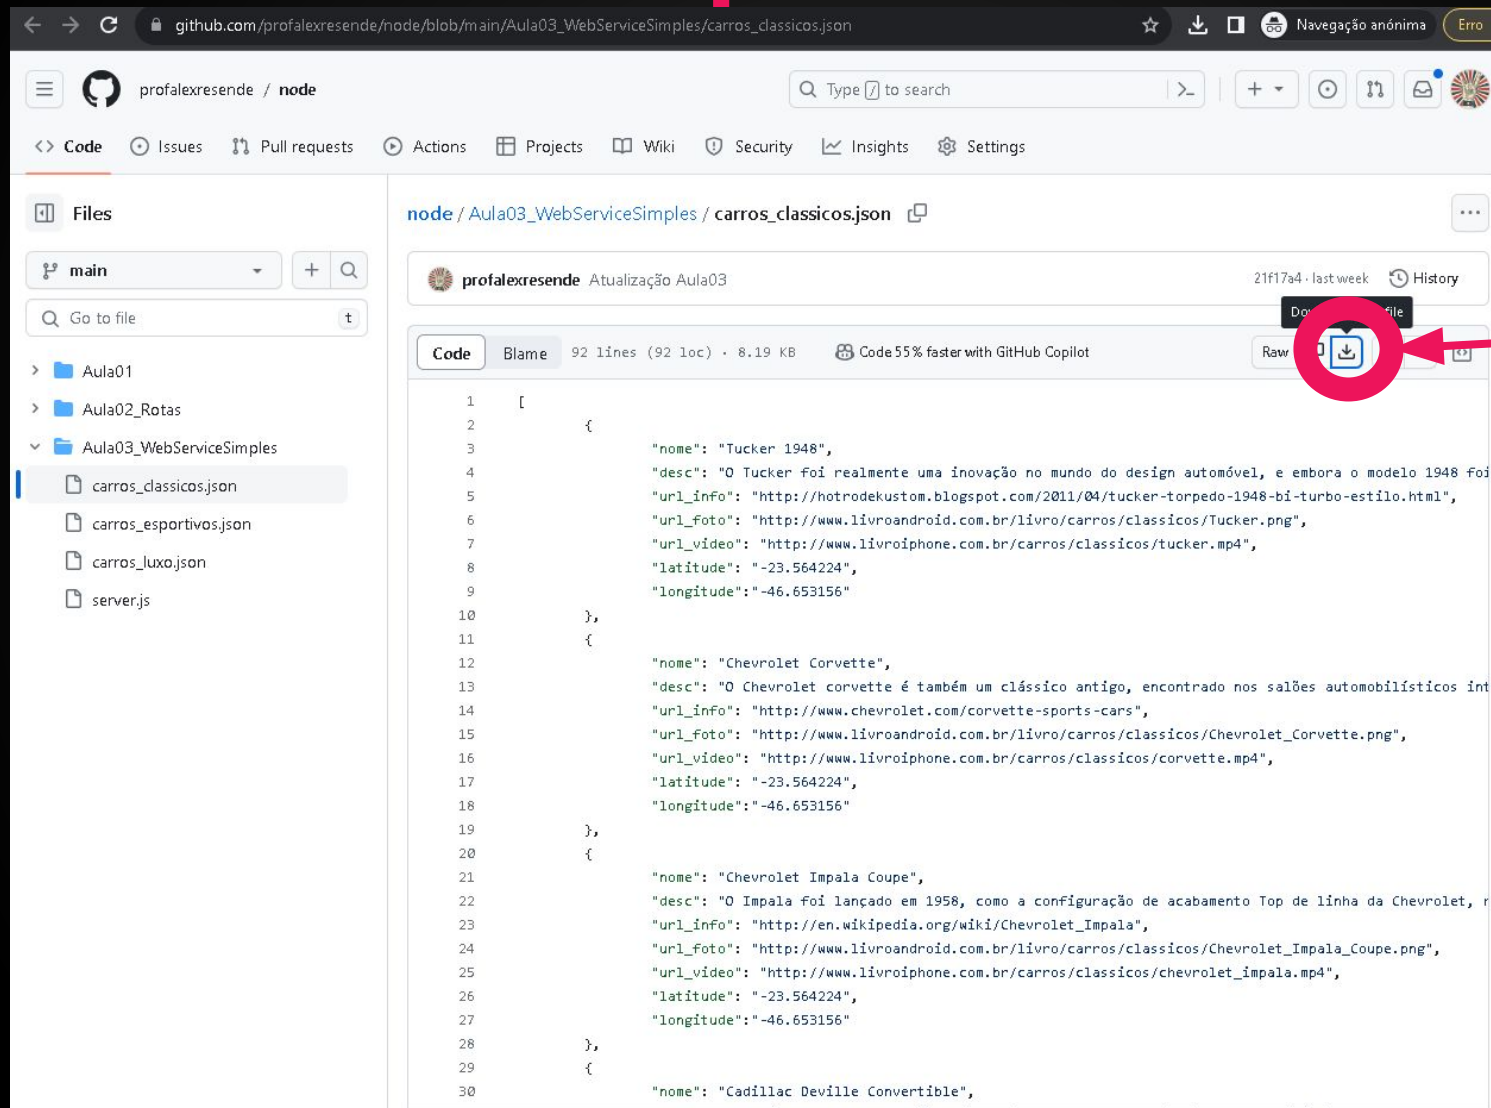 github.com/profalexresende/node/blob/main/Aula03_WebServiceSimples/carros_classicos.json
Navegação anónima
Erro
profalexresende / node
Type / to search
Code
Issues
Pull requests
Actions
Projects
Wiki
Security
Insights
Settings
Files
node / Aula03_WebServiceSimples / carros_classicos.json
main
profalexresende Atualização Aula03
21f17a4 · last week
History
Go to file
t
file
Code
Blame
92 lines (92 loc) · 8.19 KB
Code 55% faster with GitHub Copilot
Raw
Aula01
Aula02_Rotas
Aula03_WebServiceSimples
carros_classicos.json
carros_esportivos.json
carros_luxo.json
server.js
1 [
2 {
3 "nome": "Tucker 1948",
4 "desc": "O Tucker foi realmente uma inovação no mundo do design automóvel, e embora o modelo 1948 foi
5 "url_info": "http://hotrodekustom.blogspot.com/2011/04/tucker-torpedo-1948-bi-turbo-estilo.html",
6 "url_foto": "http://www.livroandroid.com.br/livro/carros/classicos/Tucker.png",
7 "url_video": "http://www.livroiphone.com.br/carros/classicos/tucker.mp4",
8 "latitude": "-23.564224",
9 "longitude":"-46.653156"
10 },
11 {
12 "nome": "Chevrolet Corvette",
13 "desc": "O Chevrolet corvette é também um clássico antigo, encontrado nos salões automobilísticos int
14 "url_info": "http://www.chevrolet.com/corvette-sports-cars",
15 "url_foto": "http://www.livroandroid.com.br/livro/carros/classicos/Chevrolet_Corvette.png",
16 "url_video": "http://www.livroiphone.com.br/carros/classicos/corvette.mp4",
17 "latitude": "-23.564224",
18 "longitude":"-46.653156"
19 },
20 {
21 "nome": "Chevrolet Impala Coupe",
22 "desc": "O Impala foi lançado em 1958, como a configuração de acabamento Top de linha da Chevrolet, r
23 "url_info": "http://en.wikipedia.org/wiki/Chevrolet_Impala",
24 "url_foto": "http://www.livroandroid.com.br/livro/carros/classicos/Chevrolet_Impala_Coupe.png",
25 "url_video": "http://www.livroiphone.com.br/carros/classicos/chevrolet_impala.mp4",
26 "latitude": "-23.564224",
27 "longitude":"-46.653156"
28 },
29 {
30 "nome": "Cadillac Deville Convertible",